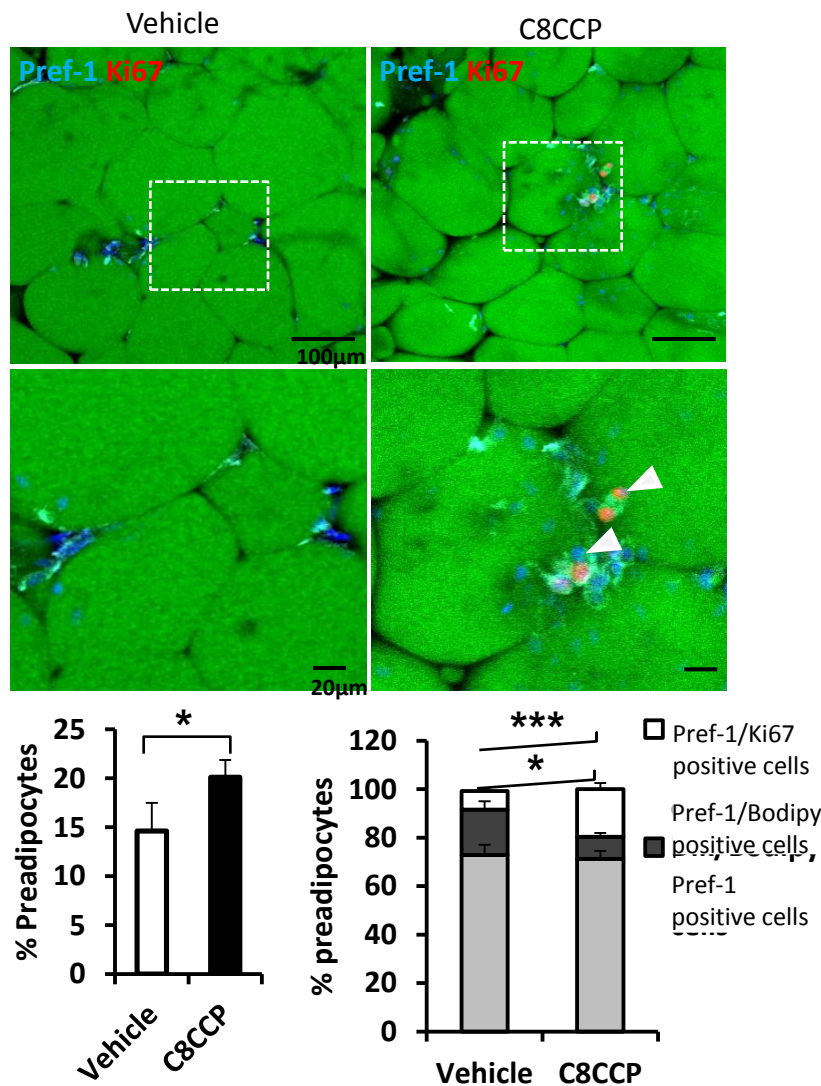 Vehicle
C8CCP
Pref-1 Ki67
Pref-1 Ki67
100μm
20μm
*
25
20
15
10
5
0
% Preadipocytes
Vehicle
C8CCP
***
*
120
100
80
60
40
20
0
% preadipocytes
Vehicle
C8CCP
Pref-1/Ki67
positive cells
Pref-1/Bodipy
positive cells
Pref-1
positive cells